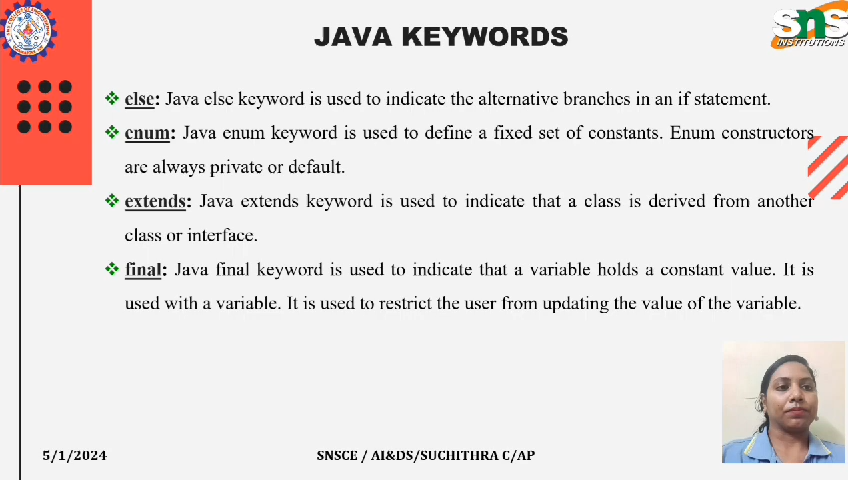 JAVA KEYWORDS
sns
INSTITUTIONS
❖ else: Java else keyword is used to indicate the alternative branches in an if statement.
❖ enum: Java enum keyword is used to define a fixed set of constants. Enum constructors
are always private or default.
❖ extends: Java extends keyword is used to indicate that a class is derived from another
class or interface.
❖ final: Java final keyword is used to indicate that a variable holds a constant value. It is
used with a variable. It is used to restrict the user from updating the value of the variable.
5/1/2024
SNSCE / AI&DS/SUCHITHRA C/AP